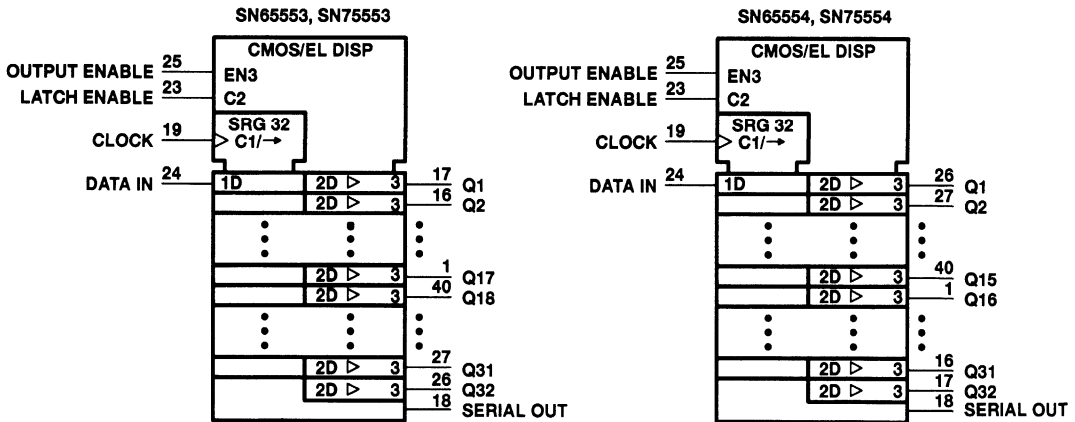 SN65553, SN75553
CMOS/EL DISP
OUTPUT ENABLE 25 EN3
LATCH ENABLE 23 C2
SRG 32
CLOCK 19 C1/→
DATA IN 24 1D 2D ▷ 3 17 Q1
2D ▷ 3 16 Q2
2D ▷ 3 1 Q17
2D ▷ 3 40 Q18
2D ▷ 3 27 Q31
2D ▷ 3 26 Q32
18 SERIAL OUT
SN65554, SN75554
CMOS/EL DISP
OUTPUT ENABLE 25 EN3
LATCH ENABLE 23 C2
SRG 32
CLOCK 19 C1/→
DATA IN 24 1D 2D ▷ 3 26 Q1
2D ▷ 3 27 Q2
2D ▷ 3 40 Q15
2D ▷ 3 1 Q16
2D ▷ 3 16 Q31
2D ▷ 3 17 Q32
18 SERIAL OUT